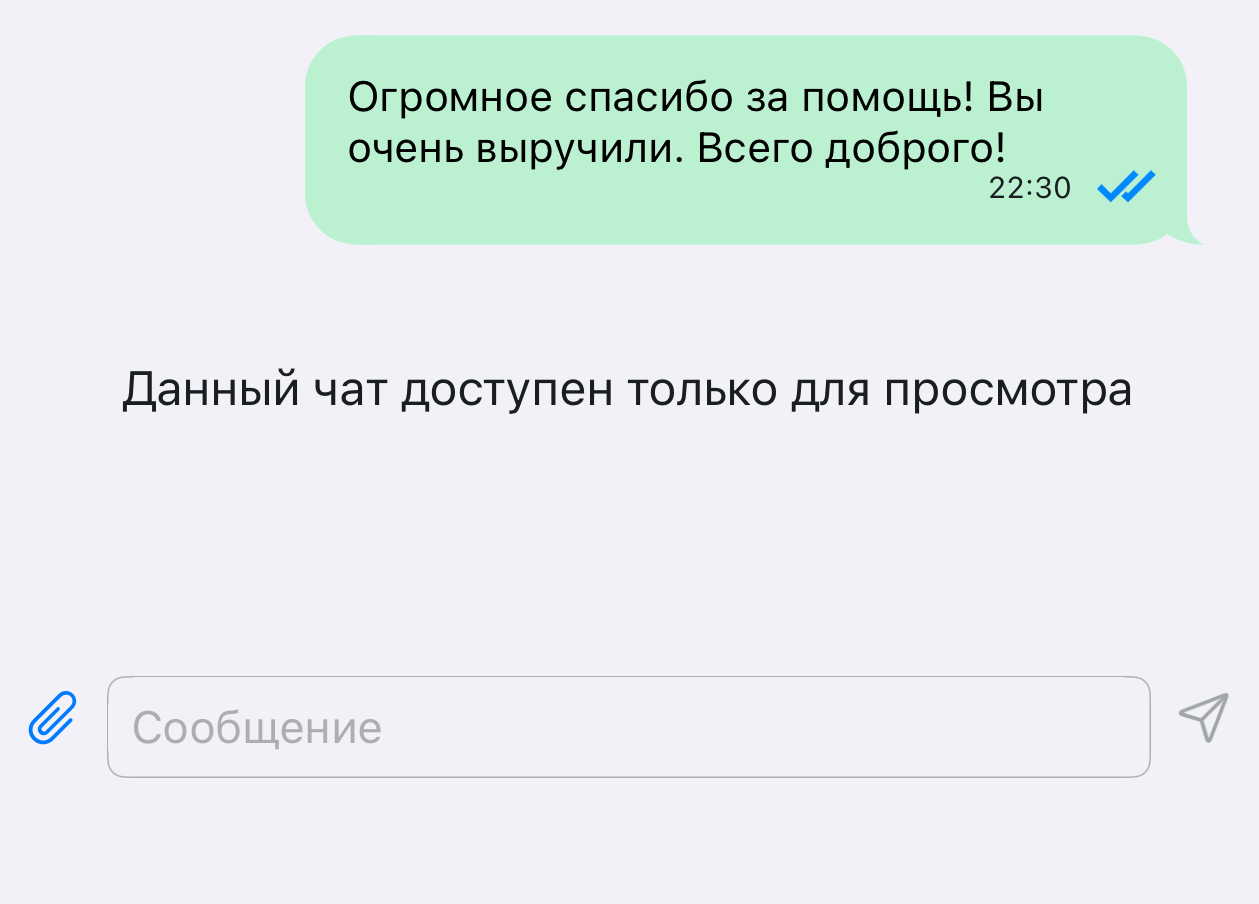 Огромное спасибо за помощь! Вы
очень выручили. Всего доброго!
22:30
Данный чат доступен только для просмотра
Сообщение